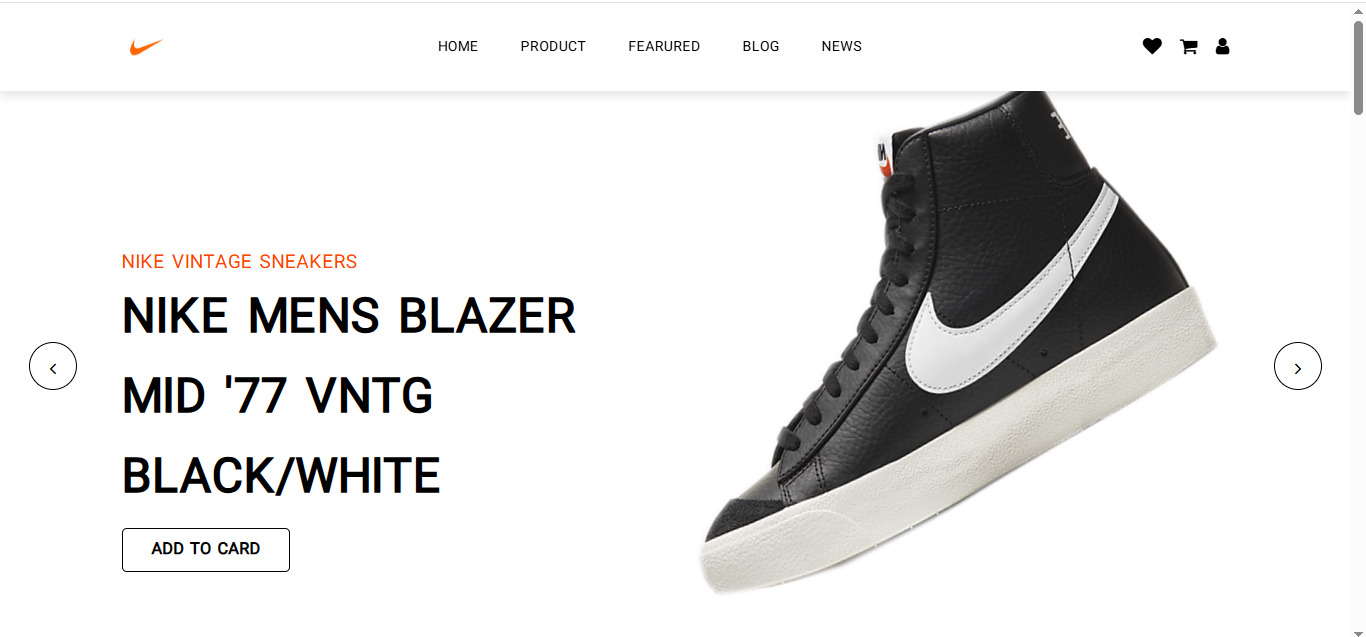 HOME PRODUCT FEARURED BLOG NEWS
NIKE VINTAGE SNEAKERS
NIKE MENS BLAZER
MID '77 VNTG
BLACK/WHITE
ADD TO CARD